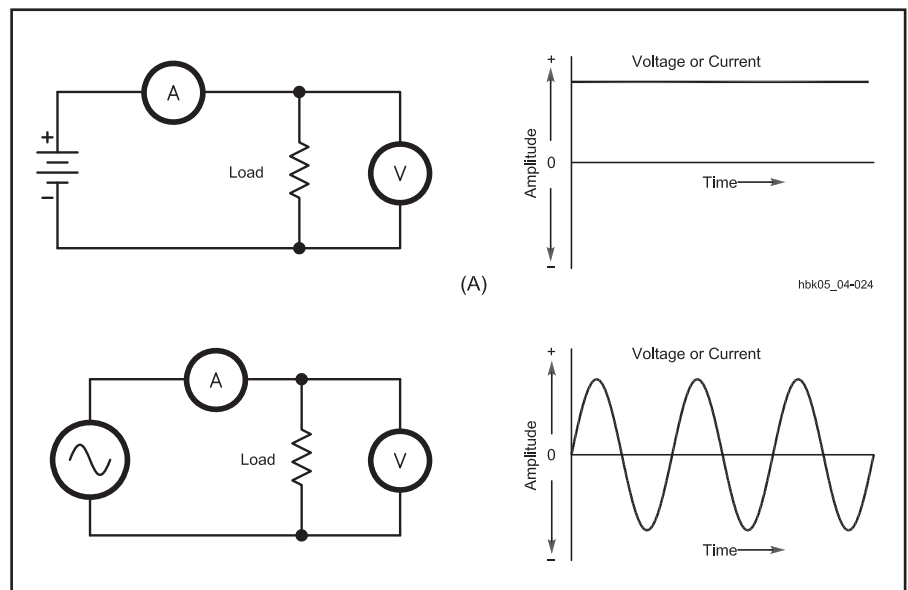 A
+
Load
V
−
+
Voltage or Current
Amplitude
0
Time
−
(A)
hbk05_04-024
A
Load
V
+
Voltage or Current
Amplitude
0
Time
−